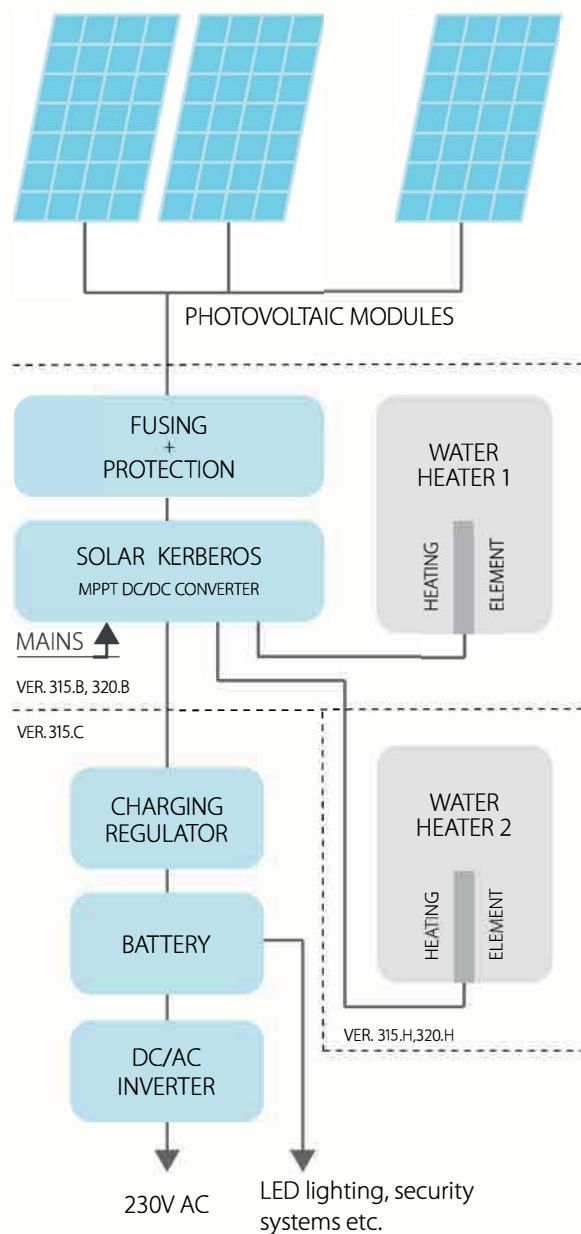 PHOTOVOLTAIC MODULES
FUSING
+
PROTECTION
WATER
HEATER 1
HEATING
ELEMENT
SOLAR KERBEROS
MPPT DC/DC CONVERTER
MAINS
VER. 315.B, 320.B
VER. 315.C
CHARGING
REGULATOR
WATER
HEATER 2
HEATING
ELEMENT
BATTERY
VER. 315.H,320.H
DC/AC
INVERTER
230V AC
LED lighting, security
systems etc.